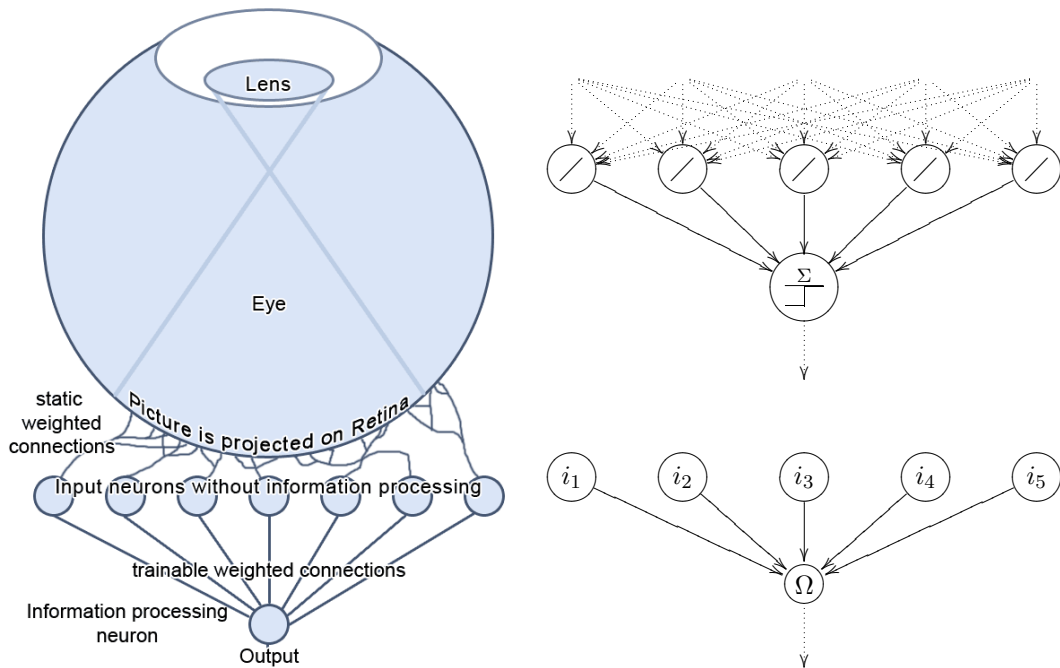 Lens
Eye
Picture is projected on Retina
static
weighted
connections
Input neurons without information processing
trainable weighted connections
Information processing
neuron
Output
Σ
i₁ i₂ i₃ i₄ i₅
Ω